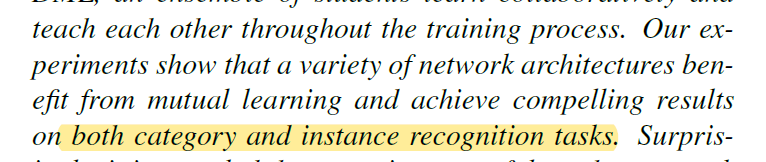 DML, an ensemble of students learn collaboratively and
teach each other throughout the training process. Our ex-
periments show that a variety of network architectures ben-
efit from mutual learning and achieve compelling results
on both category and instance recognition tasks. Surpris-